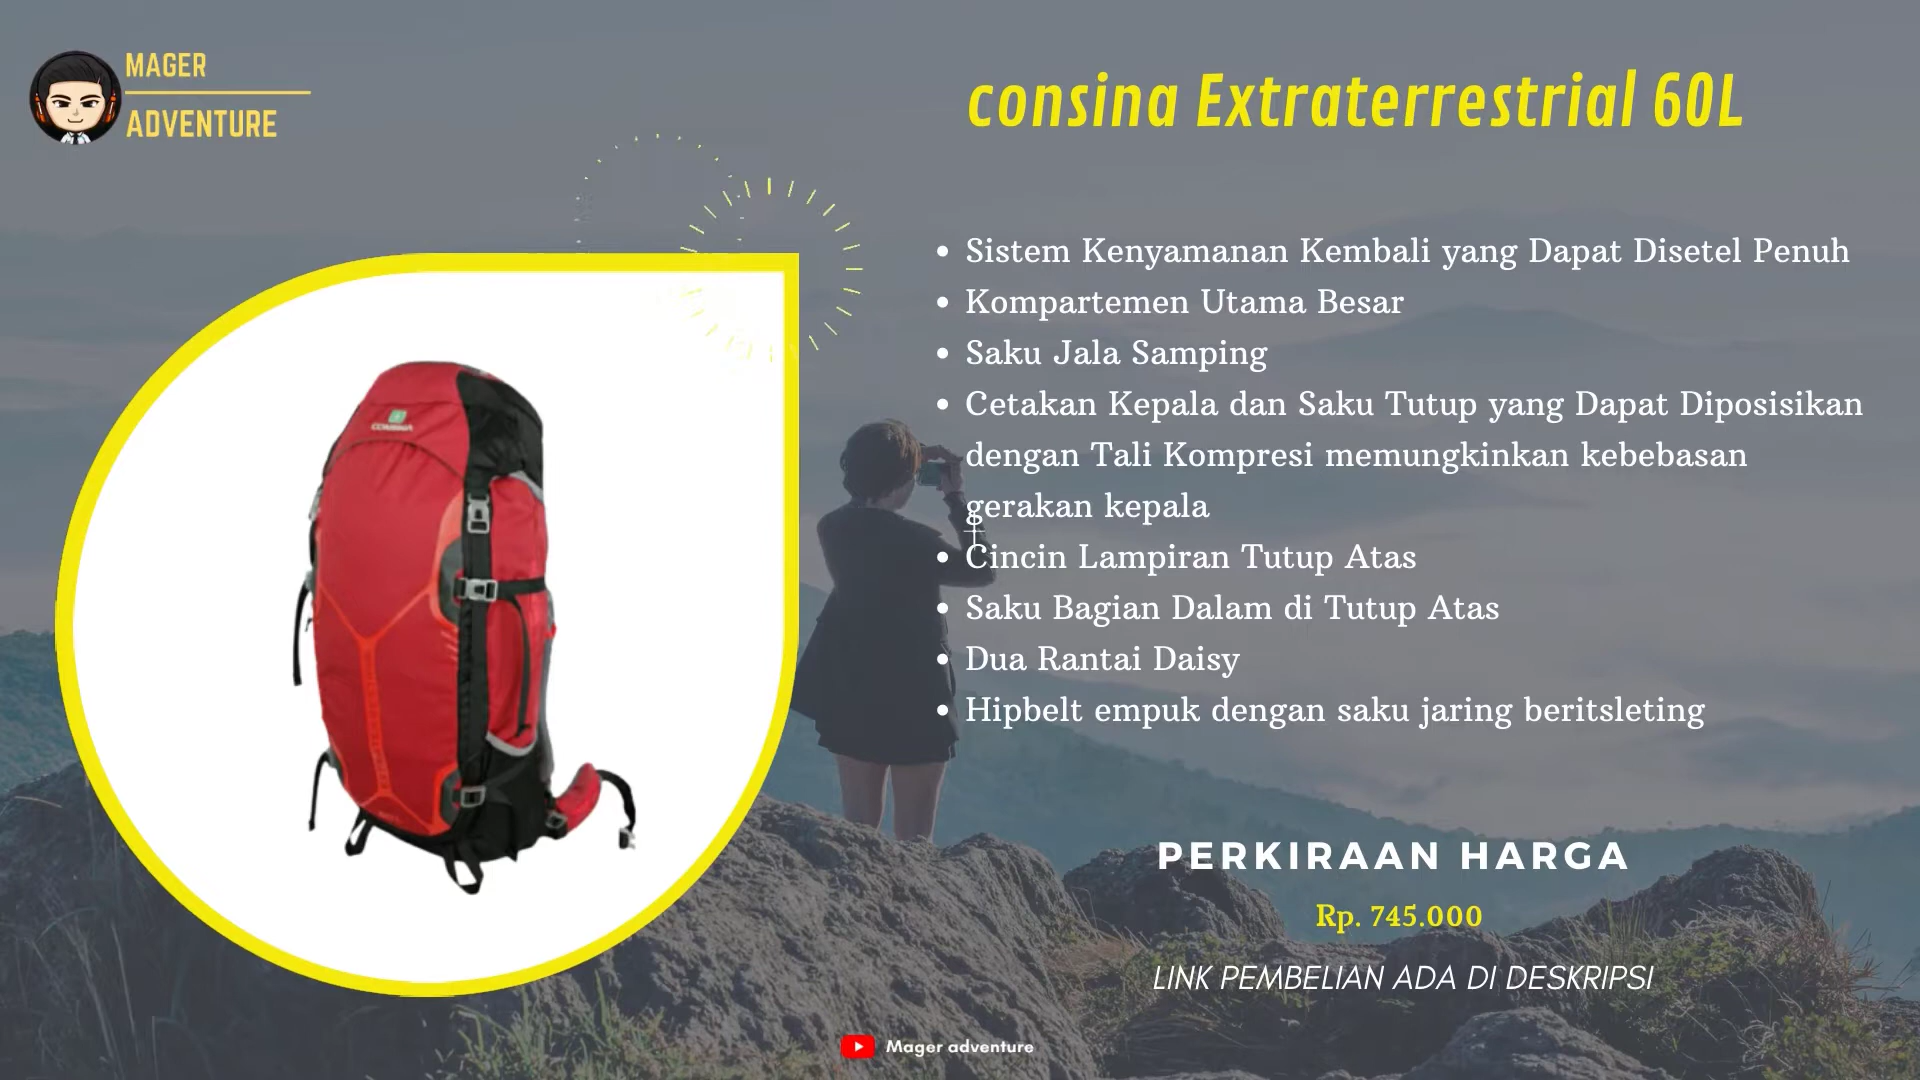 MAGER
ADVENTURE
consina Extraterrestrial 60L
• Sistem Kenyamanan Kembali yang Dapat Disetel Penuh
• Kompartemen Utama Besar
• Saku Jala Samping
• Cetakan Kepala dan Saku Tutup yang Dapat Diposisikan
dengan Tali Kompresi memungkinkan kebebasan
gerakan kepala
• Cincin Lampiran Tutup Atas
• Saku Bagian Dalam di Tutup Atas
• Dua Rantai Daisy
• Hipbelt empuk dengan saku jaring beritsleting
CONSINA
PERKIRAAN HARGA
Rp. 745.000
LINK PEMBELIAN ADA DI DESKRIPSI
Mager adventure